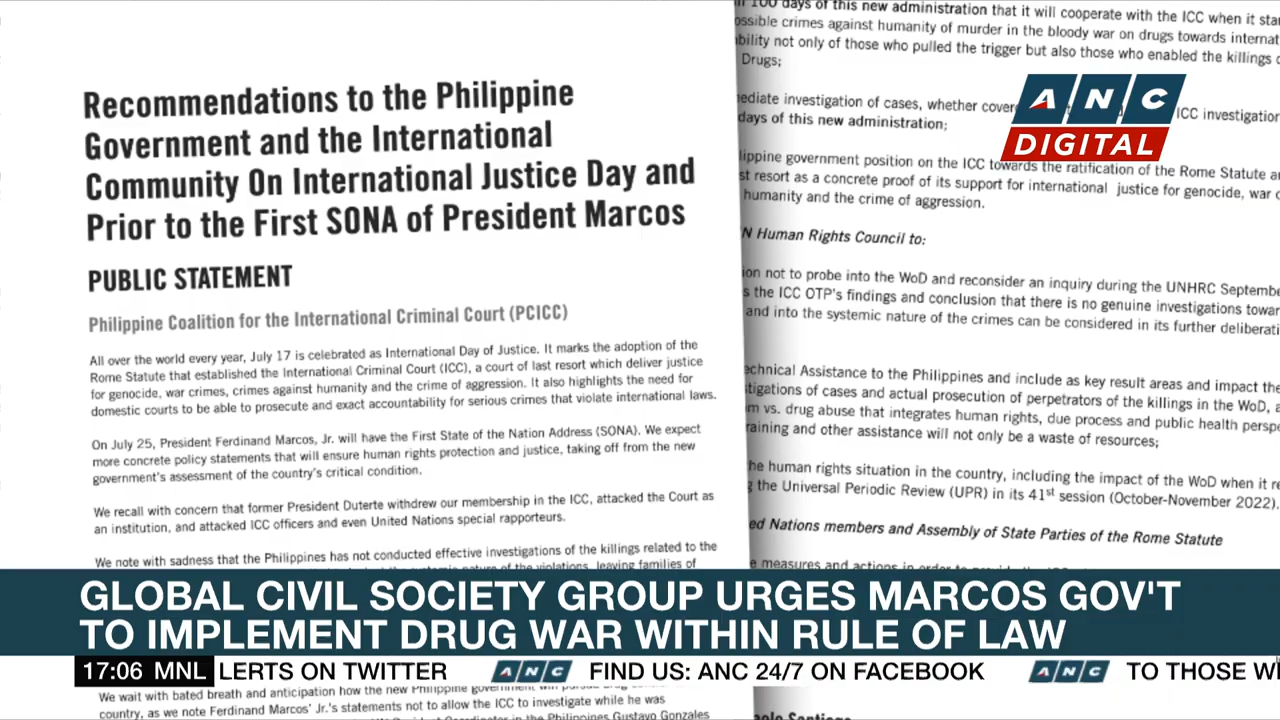 Recommendations to the Philippine
Government and the International
Community On International Justice Day and
Prior to the First SONA of President Marcos
PUBLIC STATEMENT
Philippine Coalition for the International Criminal Court (PCICC)
All over the world every year, July 17 is celebrated as International Day of Justice. It marks the adoption of the
Rome Statute that established the International Criminal Court (ICC), a court of last resort which deliver justice
for genocide, war crimes, crimes against humanity and the crime of aggression. It also highlights the need for
domestic courts to be able to prosecute and exact accountability for serious crimes that violate international laws.
On July 25, President Ferdinand Marcos, Jr. will have the First State of the Nation Address (SONA). We expect
more concrete policy statements that will ensure human rights protection and justice, taking off from the new
government's assessment of the country's critical condition.
We recall with concern that former President Duterte withdrew our membership in the ICC, attacked the Court as
an institution, and attacked ICC officers and even United Nations special rapporteurs.
We note with sadness that the Philippines has not conducted effective investigations of the killings related to the
of the violations, leaving families of
We wait with bated breath and anticipation how the new Philippine government will
country, as we note Ferdinand Marcos' Jr.'s statements not to allow the ICC to investigate while he was
in the Philippines Gustavo Gonzales
100 days of this new administration that it will cooperate with the ICC when it
crimes against humanity of murder in the bloody war on drugs towards
not only of those who pulled the trigger but also those who enabled the killings
Drugs;
investigation of cases, whether ICC
days of this new administration;
government position on the ICC towards the ratification of the Rome Statute
resort as a concrete proof of its support for international justice for genocide, war
humanity and the crime of aggression.
Human Rights Council to:
not to probe into the WoD and reconsider an inquiry during the UNHRC
the ICC OTP's findings and conclusion that there is no genuine investigations
and into the systemic nature of the crimes can be considered in its further
Assistance to the Philippines and include as key result areas and impact the
of cases and actual prosecution of perpetrators of the killings in the WoD,
vs. drug abuse that integrates human rights, due process and public health
and other assistance will not only be a waste of resources;
human rights situation in the country, including the impact of the WoD when it
the Universal Periodic Review (UPR) in its 41st session (October-November 2022).
Nations members and Assembly of State Parties of the Rome Statute
measures and actions in order to
ANC
DIGITAL
GLOBAL CIVIL SOCIETY GROUP URGES MARCOS GOV'T
TO IMPLEMENT DRUG WAR WITHIN RULE OF LAW
17:06 MNL LERTS ON TWITTER ANC FIND US: ANC 24/7 ON FACEBOOK ANC TO THOSE